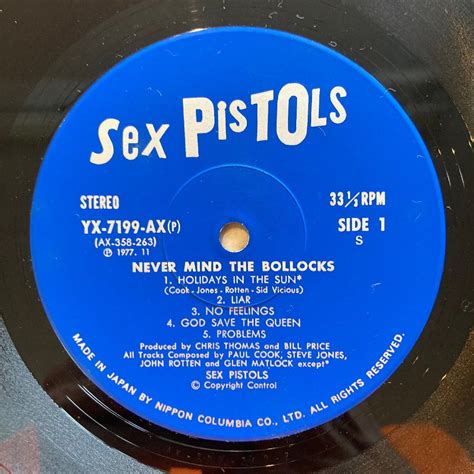 Sex PISTOLs
STEREO
33⅓RPM
YX-7199-AX(P)
SIDE 1
(AX-358-263)
S
Ⓟ 1977. 11
NEVER MIND THE BOLLOCKS
1. HOLIDAYS IN THE SUN*
(Cook - Jones - Rotten - Sid Vicious)
2. LIAR
3. NO FEELINGS
4. GOD SAVE THE QUEEN
5. PROBLEMS
Produced by CHRIS THOMAS and BILL PRICE
All Tracks Composed by PAUL COOK, STEVE JONES,
JOHN ROTTEN and GLEN MATLOCK except*
SEX PISTOLS
© Copyright Control
MADE IN JAPAN BY NIPPON COLUMBIA CO., LTD. ALL RIGHTS RESERVED.